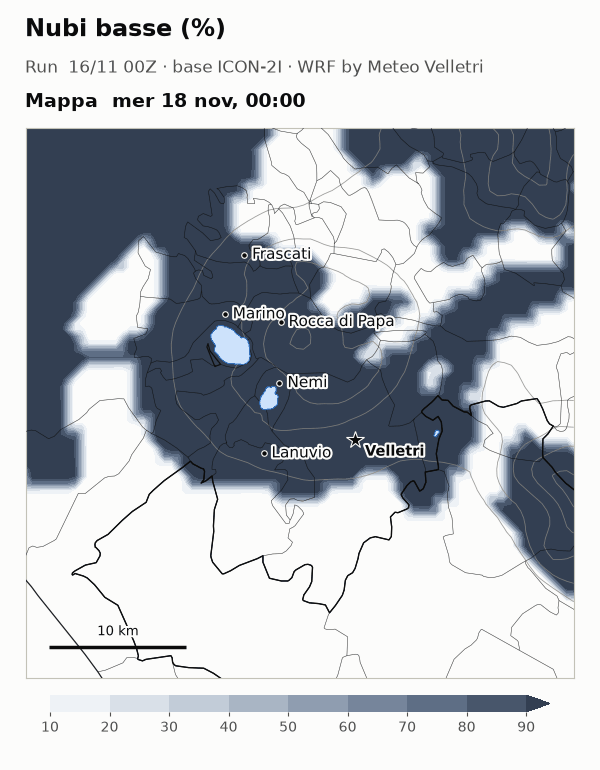 Nubi basse (%)
Run  16/11 00Z · base ICON-2I · WRF by Meteo Velletri
Mappa  mer 18 nov, 00:00
Frascati
Marino
Rocca di Papa
Nemi
Velletri
Lanuvio
10 km
10 20 30 40 50 60 70 80 90